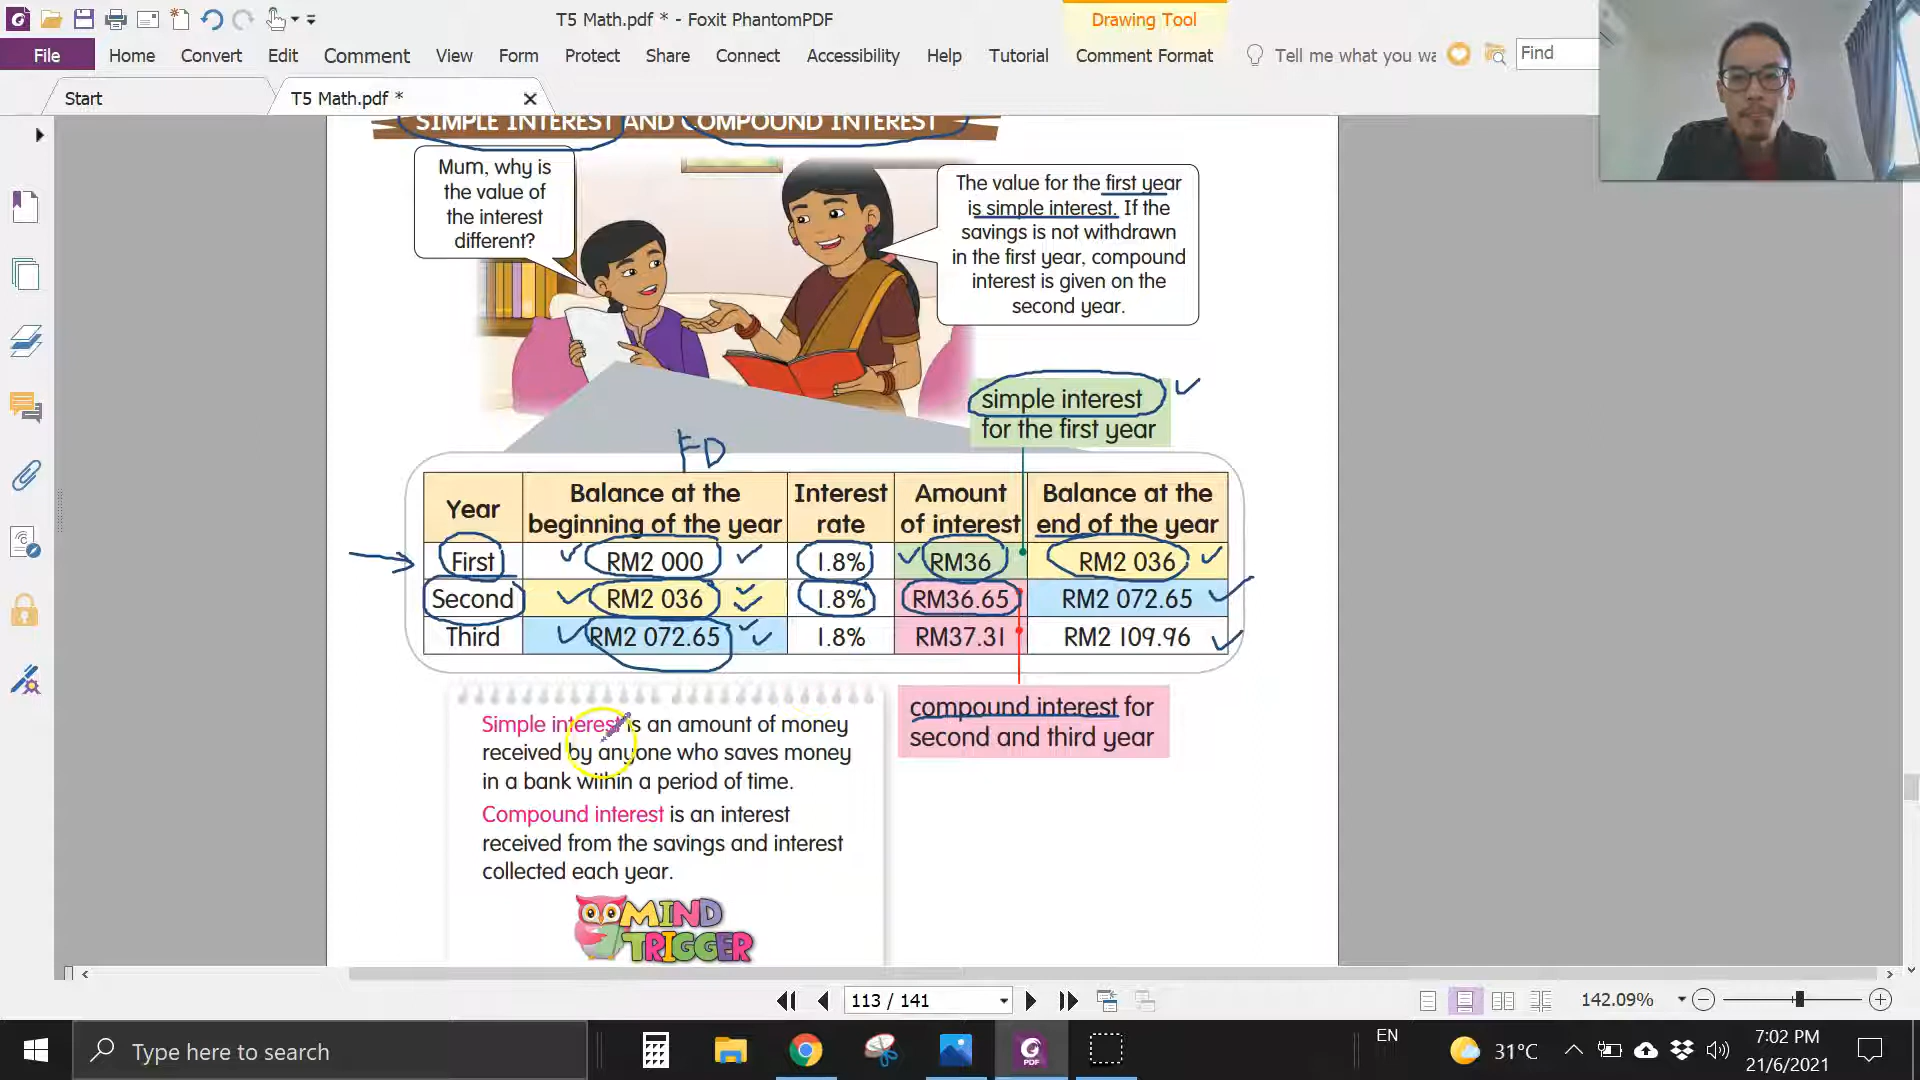 T5 Math.pdf * - Foxit PhantomPDF
Drawing Tool
File Home Convert Edit Comment View Form Protect Share Connect Accessibility Help Tutorial Comment Format Tell me what you wa Find
Start
T5 Math.pdf *
SIMPLE INTEREST AND COMPOUND INTEREST
Mum, why is
the value of
the interest
different?
The value for the first year
is simple interest. If the
savings is not withdrawn
in the first year, compound
interest is given on the
second year.
simple interest
for the first year
FD
Year Balance at the beginning of the year Interest rate Amount of interest Balance at the end of the year
First RM2 000 1.8% RM36 RM2 036
Second RM2 036 1.8% RM36.65 RM2 072.65
Third RM2 072.65 1.8% RM37.31 RM2 109.96
compound interest for
second and third year
Simple interest is an amount of money
received by anyone who saves money
in a bank within a period of time.
Compound interest is an interest
received from the savings and interest
collected each year.
MIND
TRIGGER
113 / 141
142.09%
Type here to search
PDF
EN
31°C
7:02 PM
21/6/2021